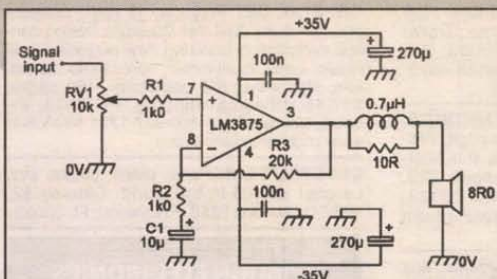 +35V
Signal
input
100n
+
270µ
RV1
10k
R1
1k0
7
1
LM3875
3
0.7µH
10R
8
4
R3
20k
0V
R2
1k0
100n
8R0
C1
10µ
+
270µ
+
0V
-35V